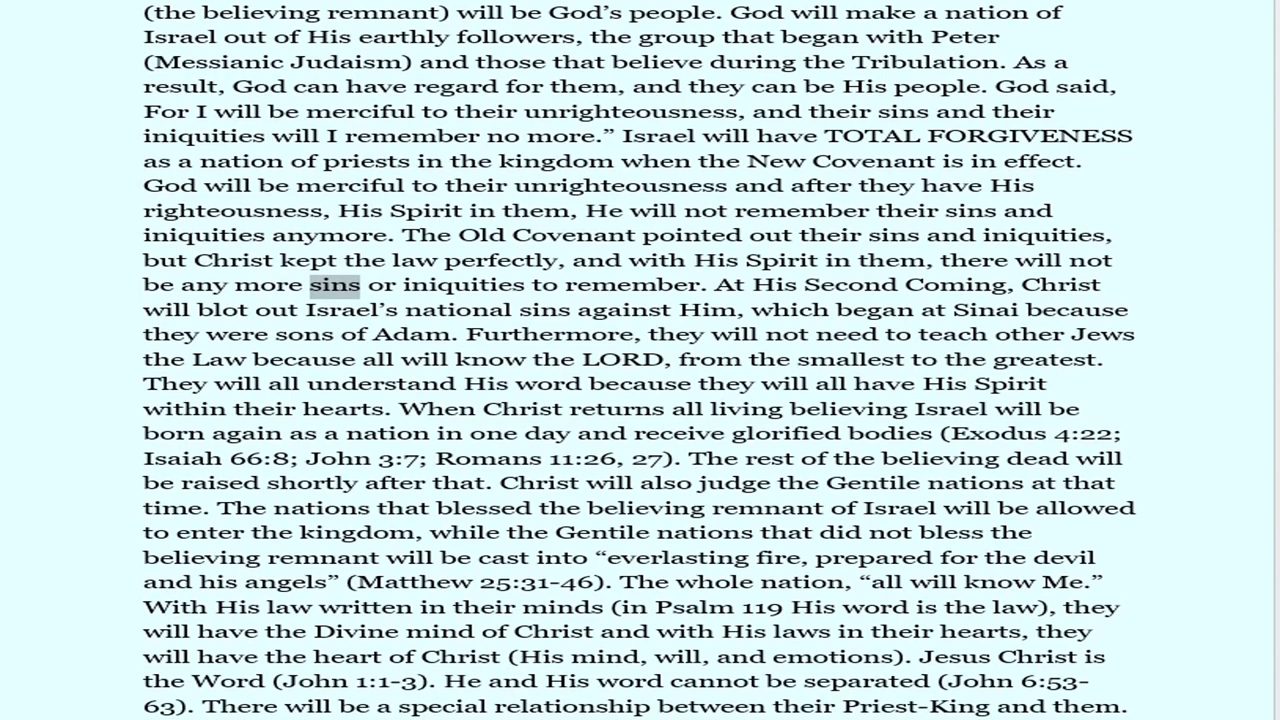 (the believing remnant) will be God’s people. God will make a nation of
Israel out of His earthly followers, the group that began with Peter
(Messianic Judaism) and those that believe during the Tribulation. As a
result, God can have regard for them, and they can be His people. God said,
For I will be merciful to their unrighteousness, and their sins and their
iniquities will I remember no more.” Israel will have TOTAL FORGIVENESS
as a nation of priests in the kingdom when the New Covenant is in effect.
God will be merciful to their unrighteousness and after they have His
righteousness, His Spirit in them, He will not remember their sins and
iniquities anymore. The Old Covenant pointed out their sins and iniquities,
but Christ kept the law perfectly, and with His Spirit in them, there will not
be any more sins or iniquities to remember. At His Second Coming, Christ
will blot out Israel’s national sins against Him, which began at Sinai because
they were sons of Adam. Furthermore, they will not need to teach other Jews
the Law because all will know the LORD, from the smallest to the greatest.
They will all understand His word because they will all have His Spirit
within their hearts. When Christ returns all living believing Israel will be
born again as a nation in one day and receive glorified bodies (Exodus 4:22;
Isaiah 66:8; John 3:7; Romans 11:26, 27). The rest of the believing dead will
be raised shortly after that. Christ will also judge the Gentile nations at that
time. The nations that blessed the believing remnant of Israel will be allowed
to enter the kingdom, while the Gentile nations that did not bless the
believing remnant will be cast into “everlasting fire, prepared for the devil
and his angels” (Matthew 25:31-46). The whole nation, “all will know Me.”
With His law written in their minds (in Psalm 119 His word is the law), they
will have the Divine mind of Christ and with His laws in their hearts, they
will have the heart of Christ (His mind, will, and emotions). Jesus Christ is
the Word (John 1:1-3). He and His word cannot be separated (John 6:53-
63). There will be a special relationship between their Priest-King and them.